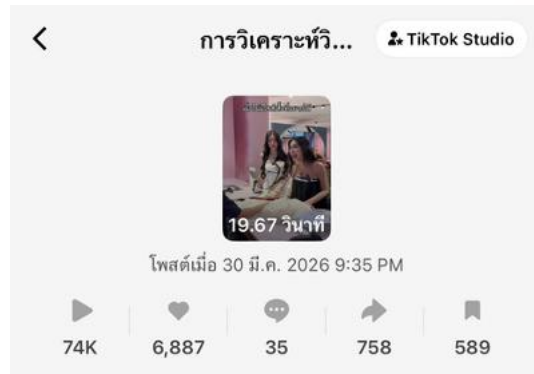 การวิเคราะห์วิ... TikTok Studio
19.67 วินาที
โพสต์เมื่อ 30 มี.ค. 2026 9:35 PM
74K 6,887 35 758 589